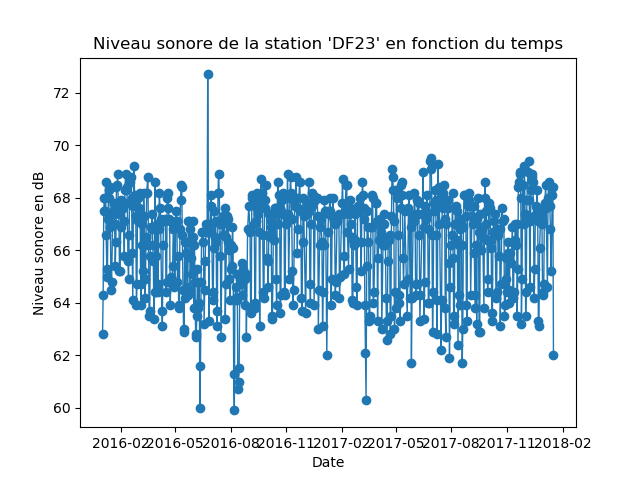 Niveau sonore de la station 'DF23' en fonction du temps
72
70
68
66
64
62
60
Niveau sonore en dB
2016-02 2016-05 2016-08 2016-11 2017-02 2017-05 2017-08 2017-11 2018-02
Date